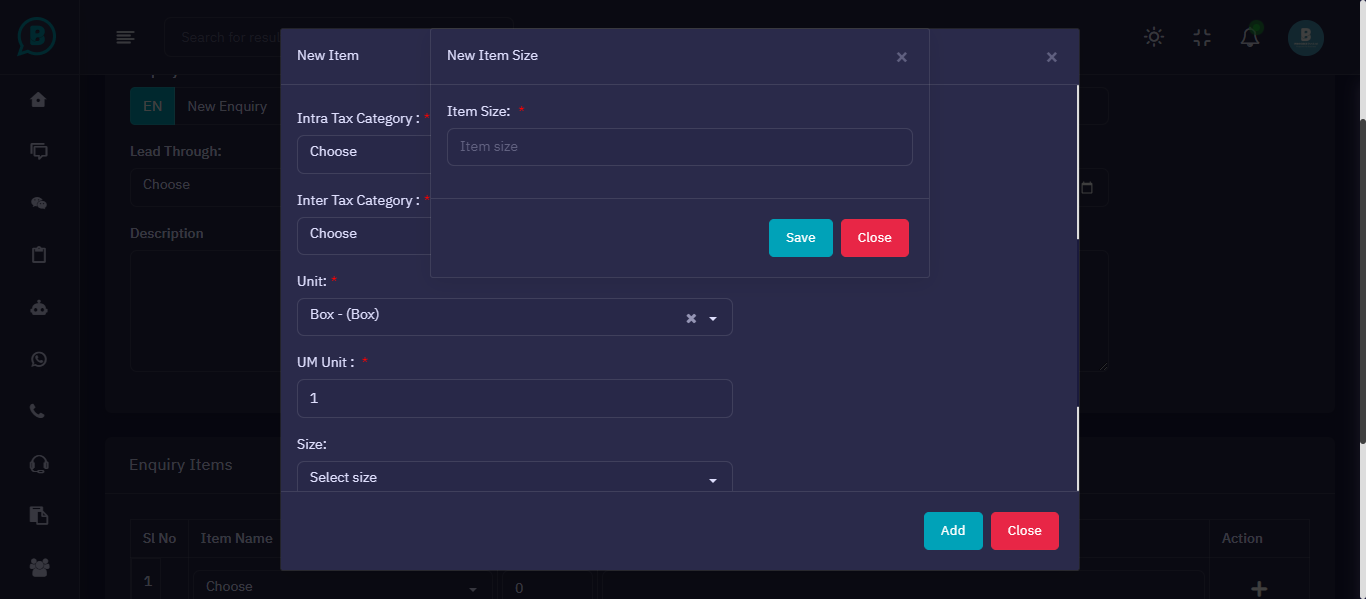 B
Search for resul
B
New Item
×
New Item Size
×
EN
New Enquiry
Intra Tax Category : *
Choose
Item Size: *
Item size
Lead Through:
Choose
Inter Tax Category : *
Choose
Description
Save
Close
Unit: *
Box - (Box)
UM Unit : *
1
Size:
Select size
Enquiry Items
Add
Close
Sl No
Item Name
Action
1
Choose
0